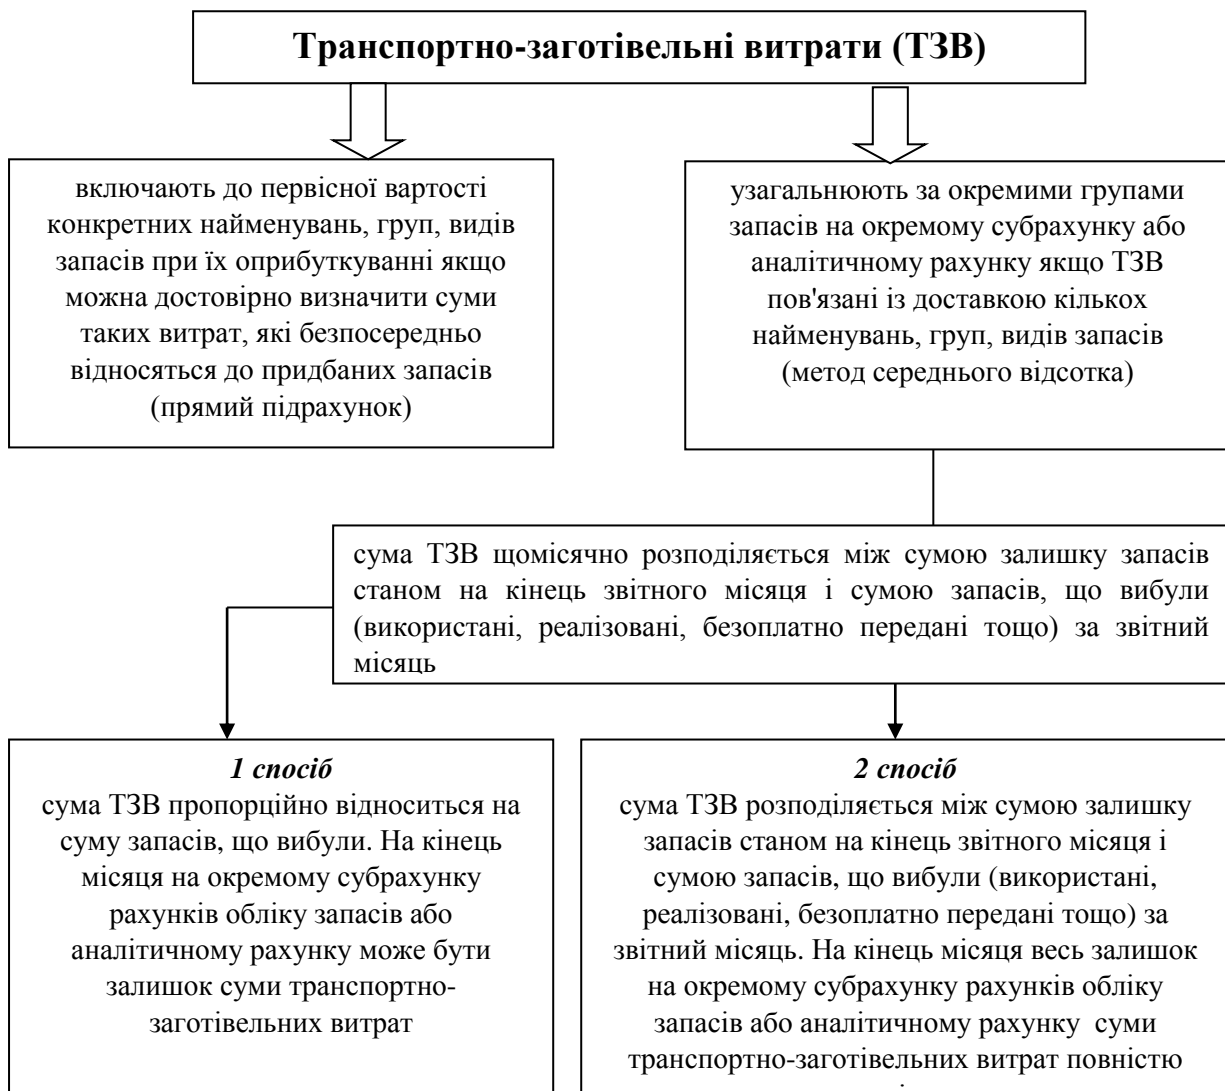 Транспортно-заготівельні витрати (ТЗВ)
включають до первісної вартості
конкретних найменувань, груп, видів
запасів при їх оприбуткуванні якщо
можна достовірно визначити суми
таких витрат, які безпосередньо
відносяться до придбаних запасів
(прямий підрахунок)
узагальнюють за окремими групами
запасів на окремому субрахунку або
аналітичному рахунку якщо ТЗВ
пов'язані із доставкою кількох
найменувань, груп, видів запасів
(метод середнього відсотка)
сума ТЗВ щомісячно розподіляється між сумою залишку запасів
станом на кінець звітного місяця і сумою запасів, що вибули
(використані, реалізовані, безоплатно передані тощо) за звітний
місяць
1 спосіб
сума ТЗВ пропорційно відноситься на
суму запасів, що вибули. На кінець
місяця на окремому субрахунку
рахунків обліку запасів або
аналітичному рахунку може бути
залишок суми транспортно-
заготівельних витрат
2 спосіб
сума ТЗВ розподіляється між сумою залишку
запасів станом на кінець звітного місяця і
сумою запасів, що вибули (використані,
реалізовані, безоплатно передані тощо) за
звітний місяць. На кінець місяця весь залишок
на окремому субрахунку рахунків обліку
запасів або аналітичному рахунку суми
транспортно-заготівельних витрат повністю